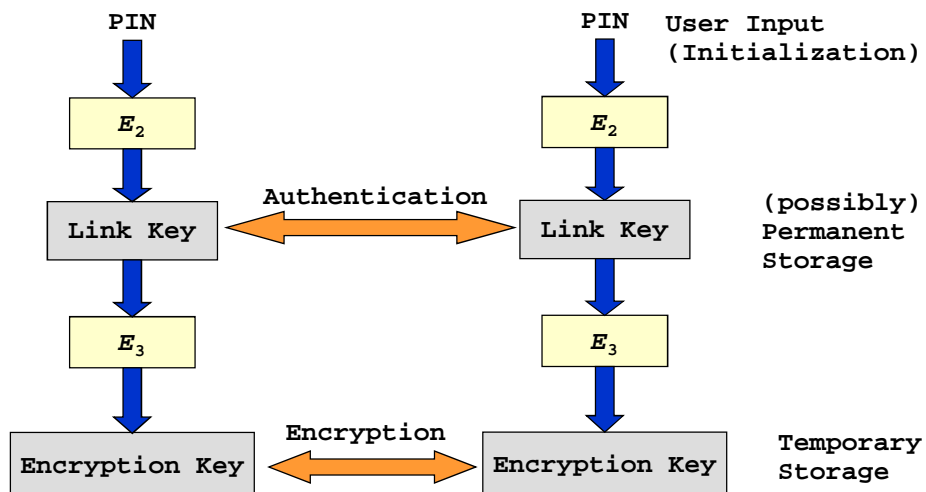 PIN
PIN
User Input
(Initialization)
E₂
E₂
Authentication
Link Key
Link Key
(possibly)
Permanent
Storage
E₃
E₃
Encryption
Encryption Key
Encryption Key
Temporary
Storage